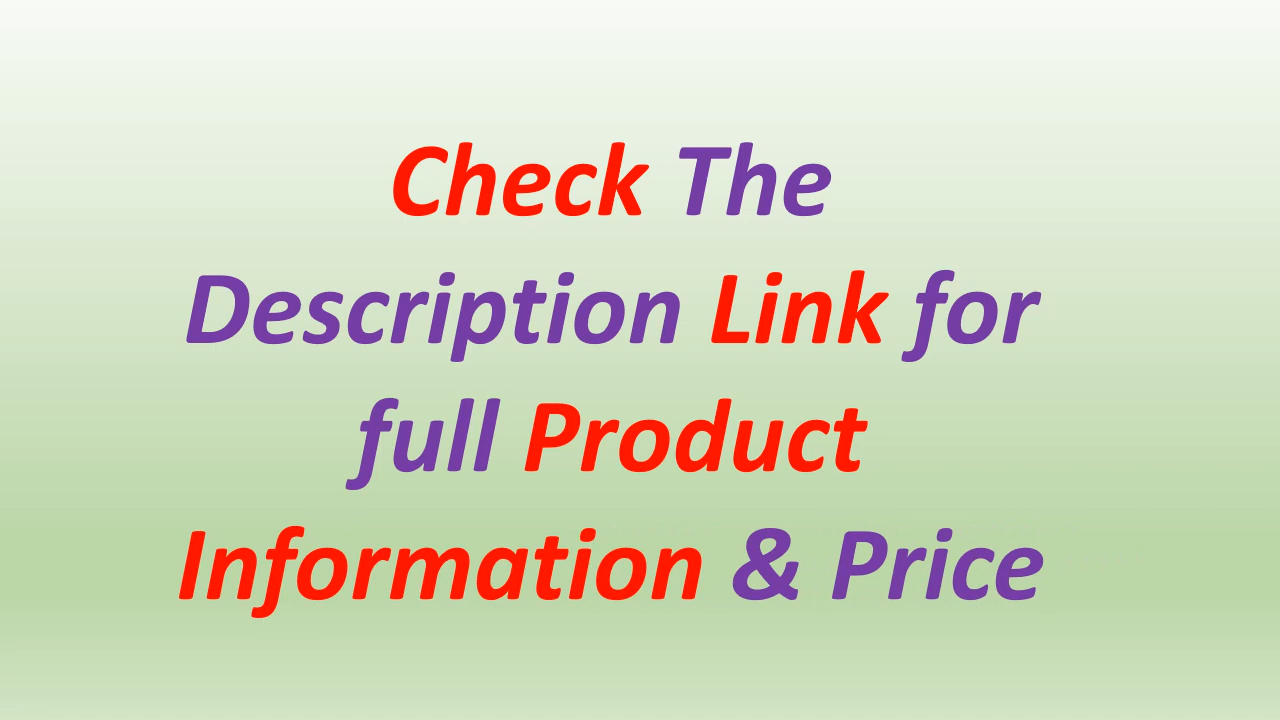 Check The
Description Link for
full Product
Information & Price